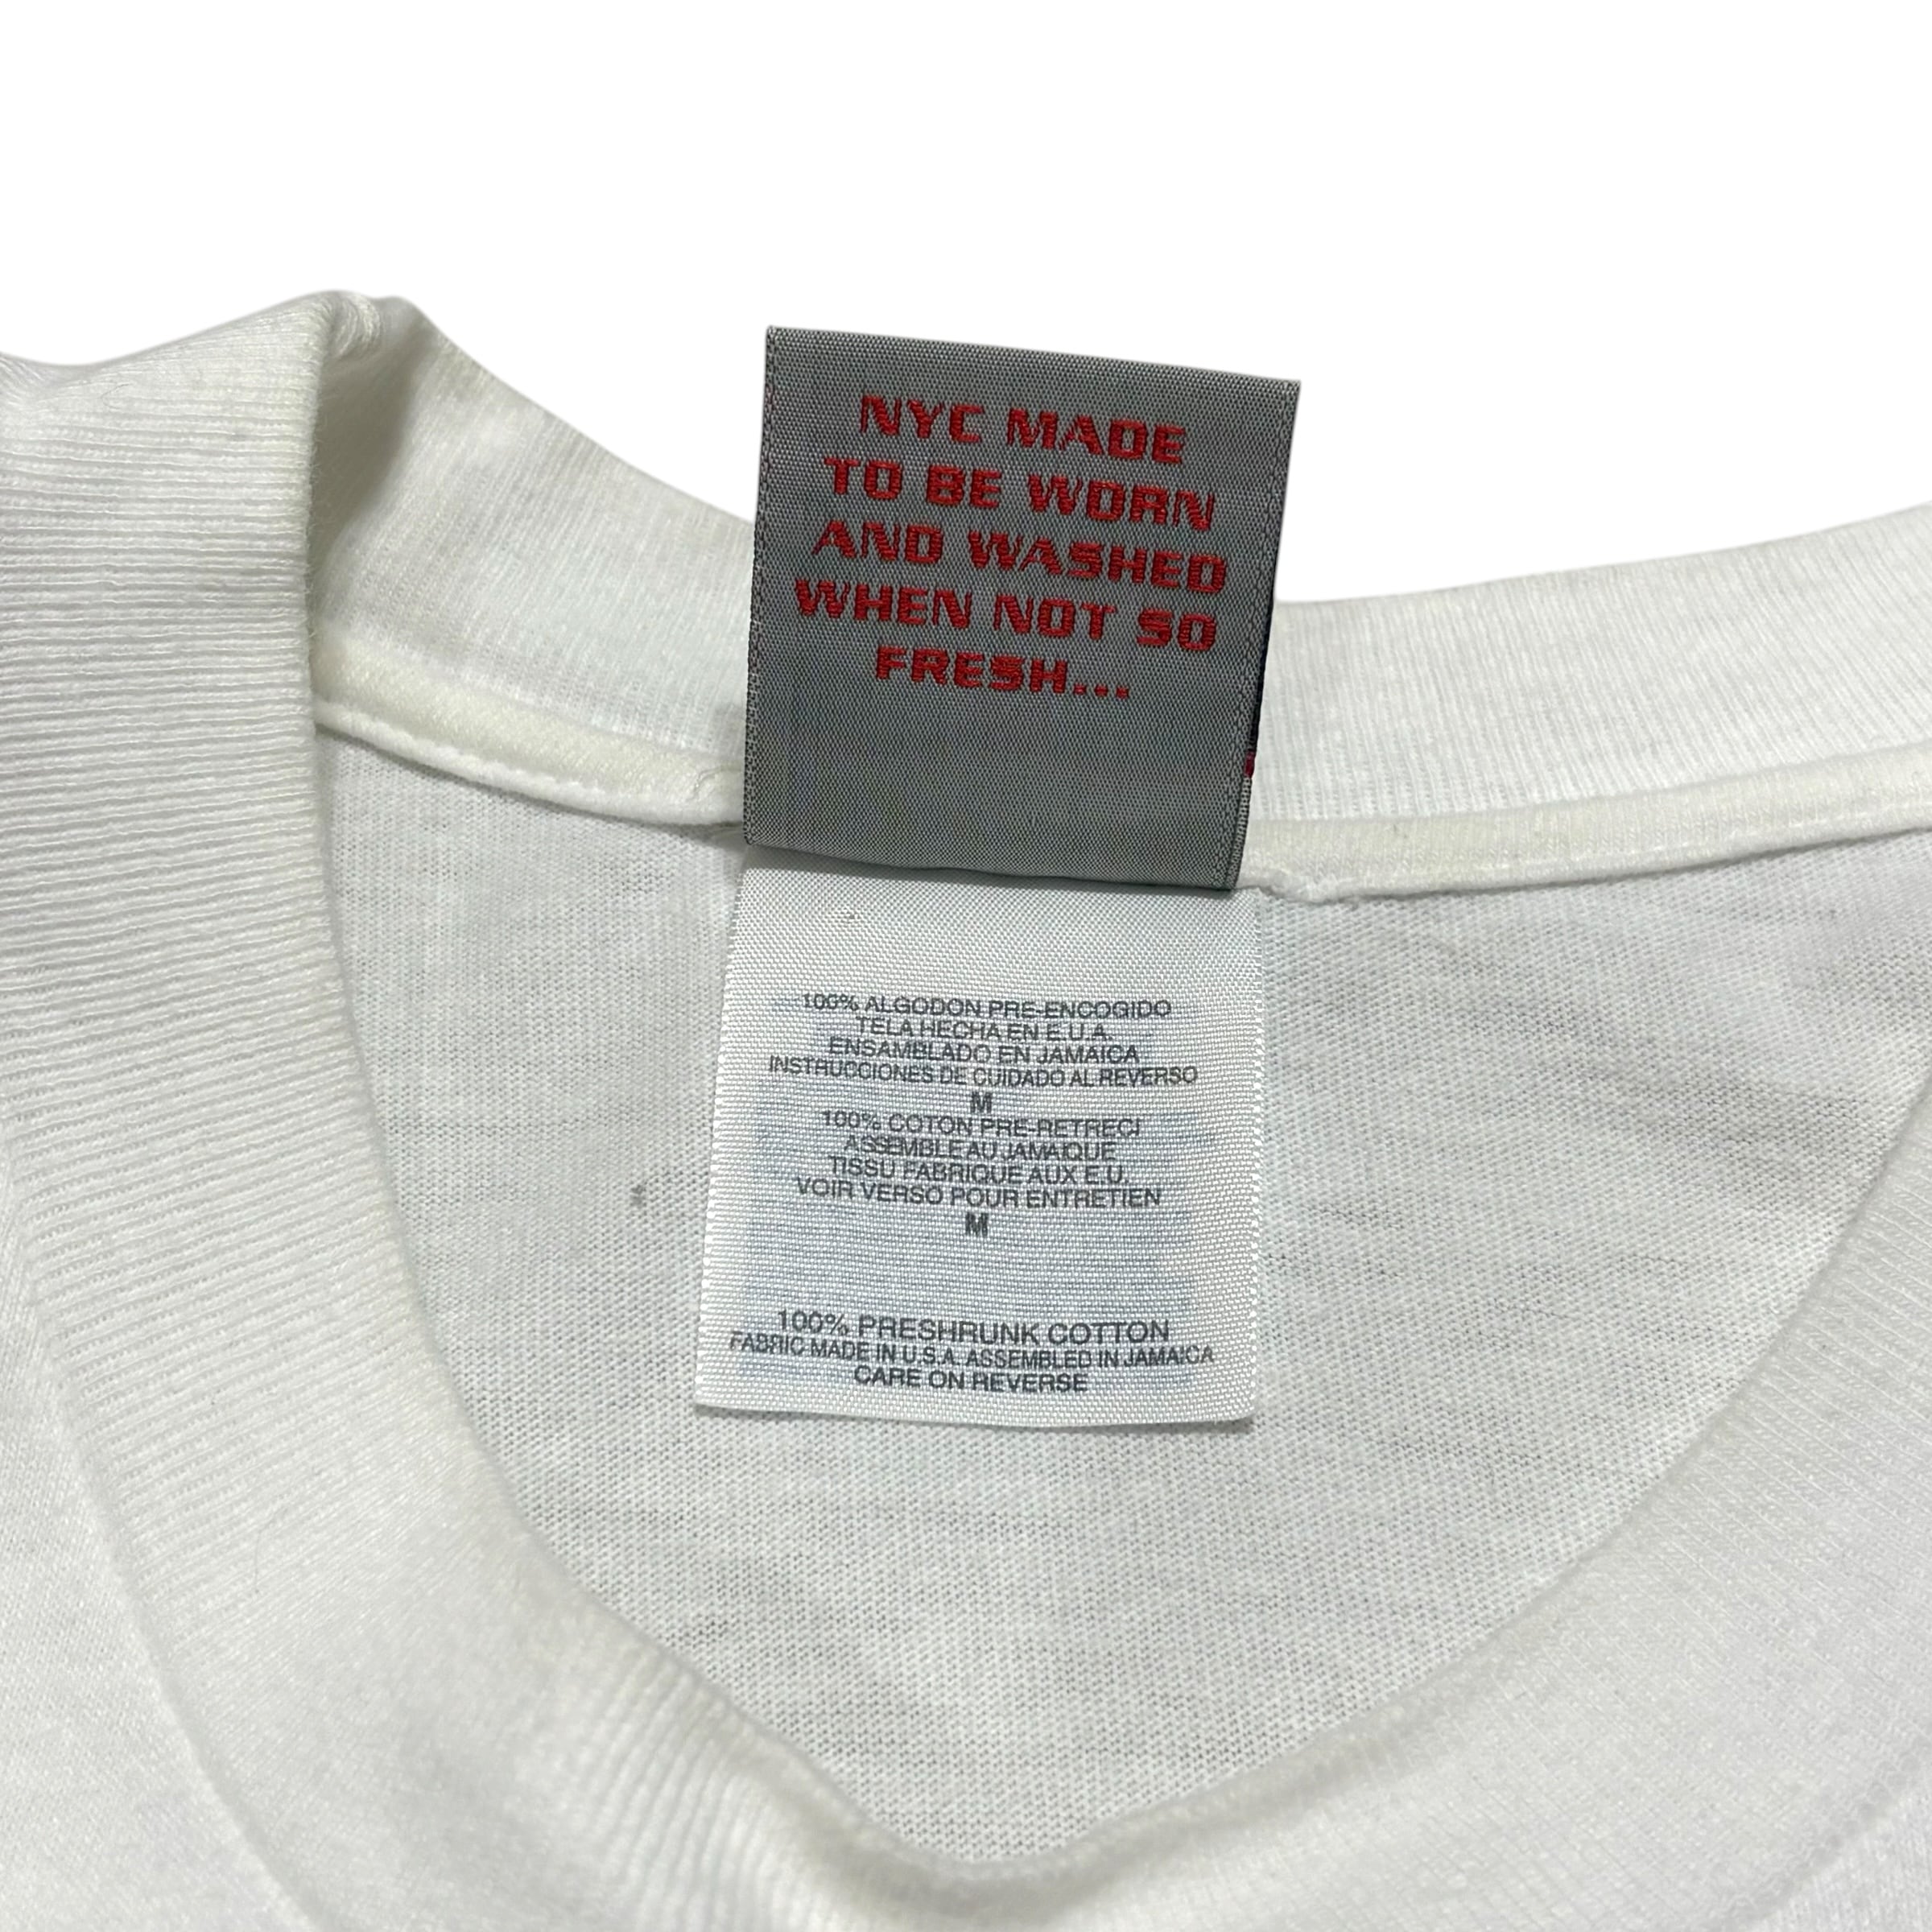 NYC MADE
TO BE WORN
AND WASHED
WHEN NOT SO
FRESH...
100% ALGODON PRE-ENCOGIDO
TELA HECHA EN E.U.A.
ENSAMBLADO EN JAMAICA
INSTRUCCIONES DE CUIDADO AL REVERSO
M
100% COTON PRE-RETRECI
ASSEMBLE AU JAMAIQUE
TISSU FABRIQUE AUX E.U.
VOIR VERSO POUR ENTRETIEN
M
100% PRESHRUNK COTTON
FABRIC MADE IN U.S.A. ASSEMBLED IN JAMAICA
CARE ON REVERSE